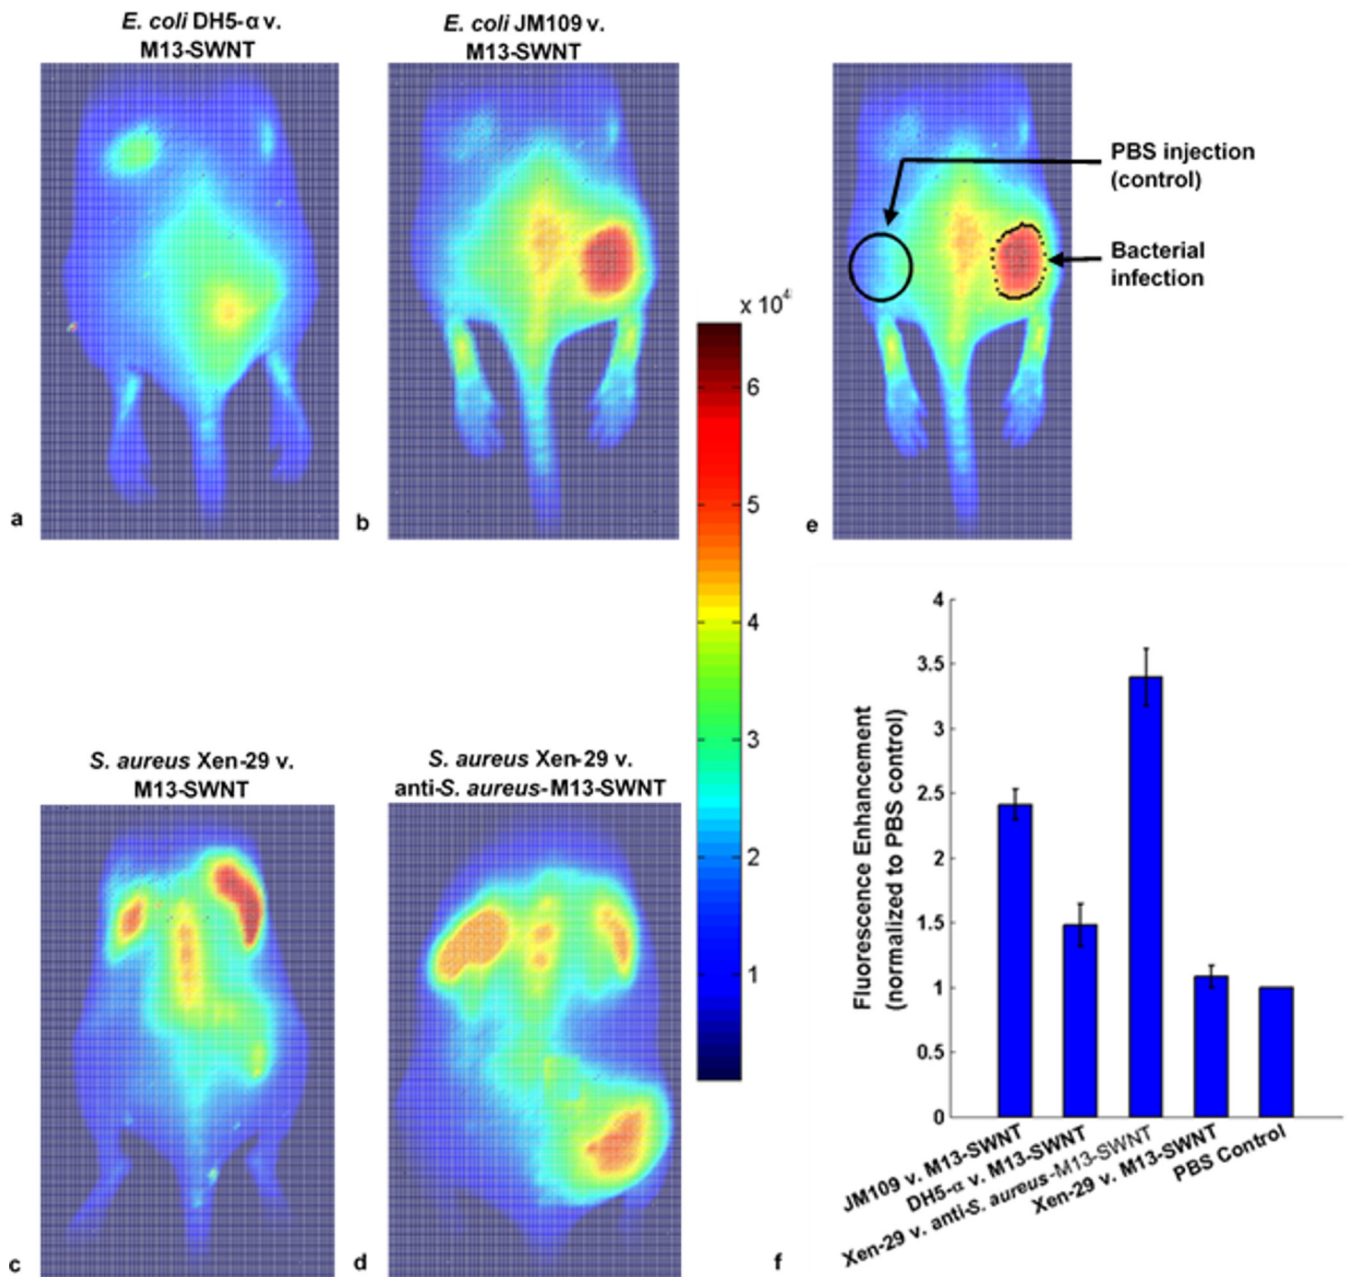 E. coli DH5-α v.
M13-SWNT
E. coli JM109 v.
M13-SWNT
PBS injection
(control)
Bacterial
infection
x 10⁴
6
5
4
3
2
1
a
b
e
S. aureus Xen-29 v.
M13-SWNT
S. aureus Xen-29 v.
anti-S. aureus-M13-SWNT
c
d
Fluorescence Enhancement
(normalized to PBS control)
4
3.5
3
2.5
2
1.5
1
0.5
0
JM109 v. M13-SWNT
DH5-α v. M13-SWNT
Xen-29 v. anti-S. aureus-M13-SWNT
Xen-29 v. M13-SWNT
PBS Control
f